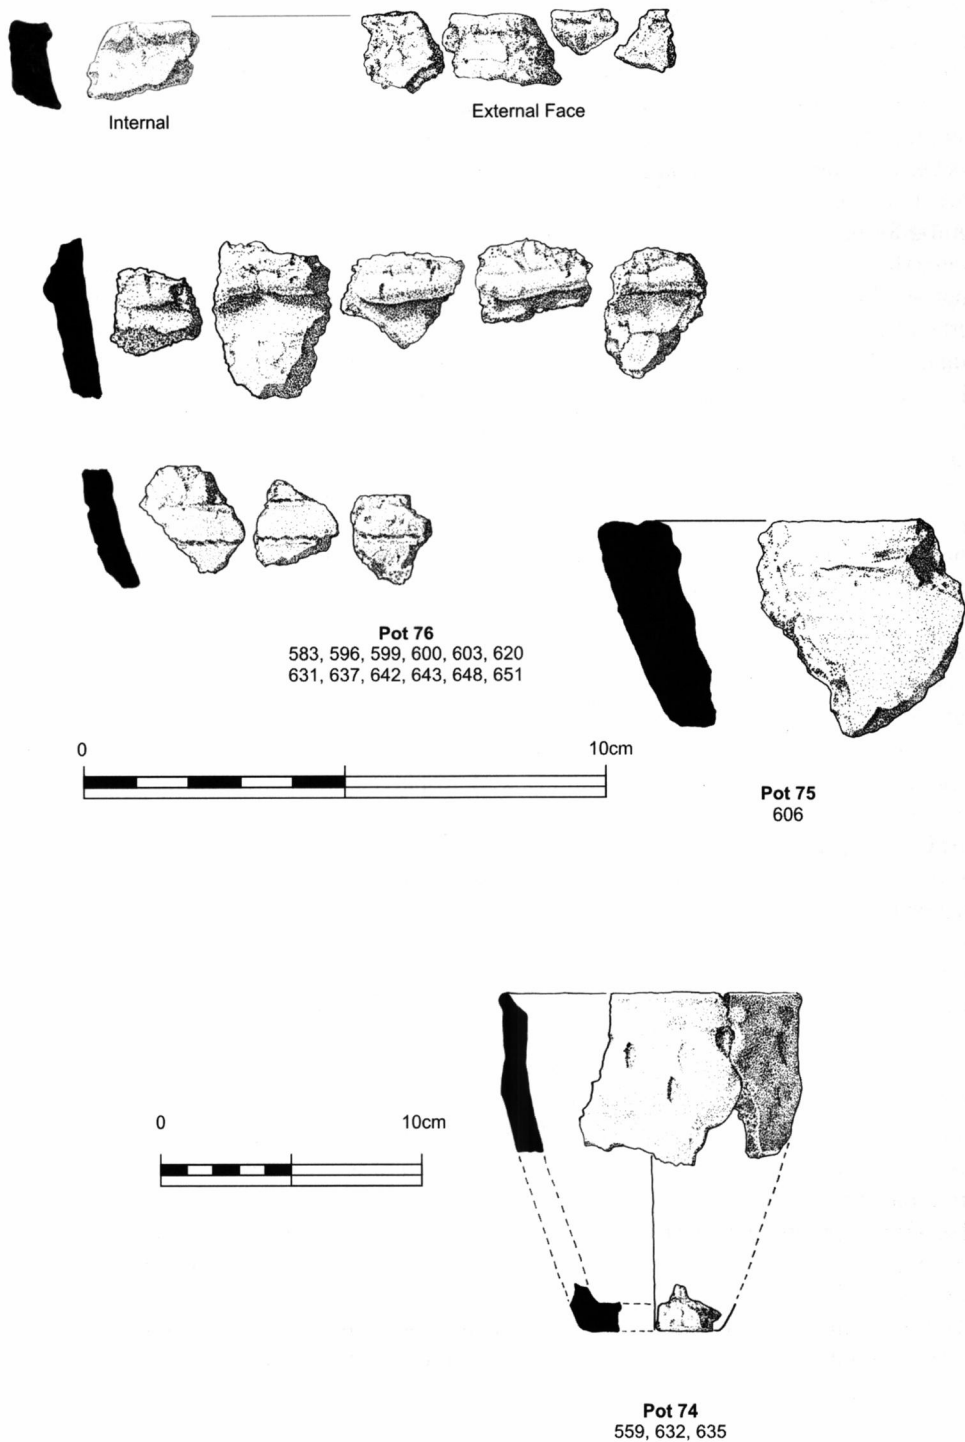 Internal
External Face
Pot 76
583, 596, 599, 600, 603, 620
631, 637, 642, 643, 648, 651
0 10cm
Pot 75
606
0 10cm
Pot 74
559, 632, 635